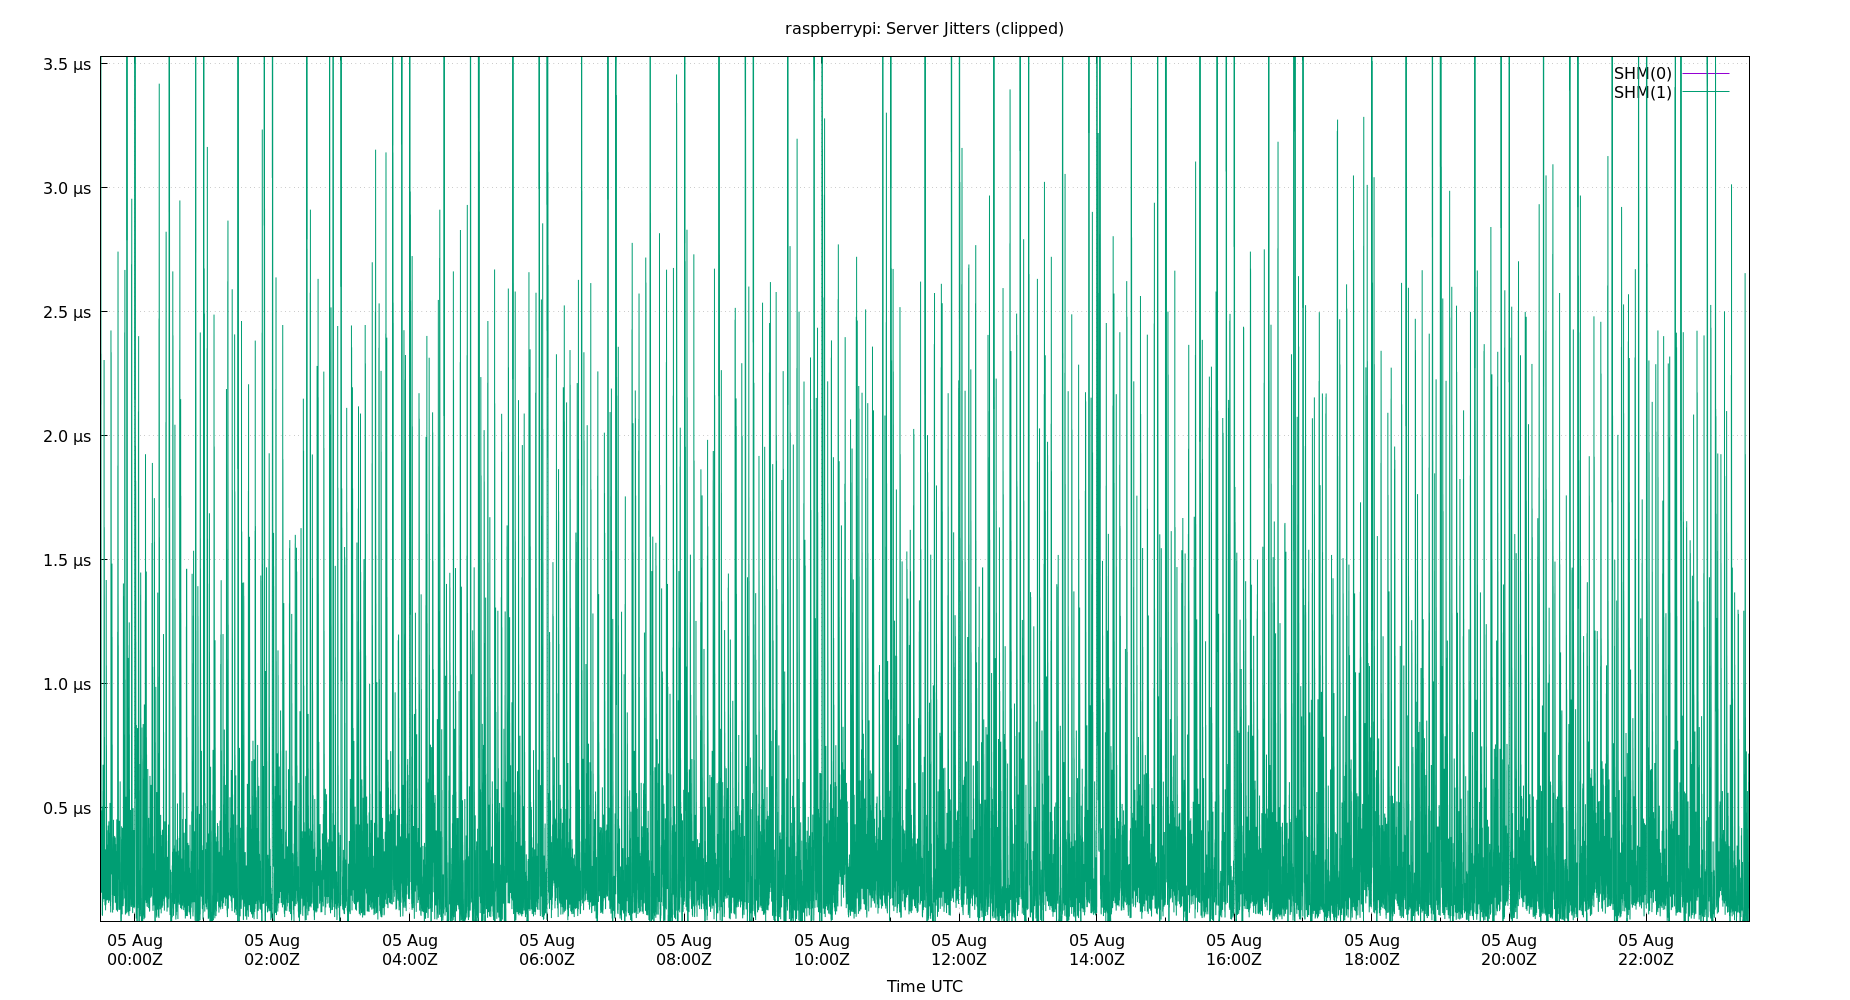 raspberrypi: Server Jitters (clipped)
3.5 µs
3.0 µs
2.5 µs
2.0 µs
1.5 µs
1.0 µs
0.5 µs
SHM(0)
SHM(1)
05 Aug 05 Aug 05 Aug 05 Aug 05 Aug 05 Aug 05 Aug 05 Aug 05 Aug 05 Aug 05 Aug 05 Aug
00:00Z 02:00Z 04:00Z 06:00Z 08:00Z 10:00Z 12:00Z 14:00Z 16:00Z 18:00Z 20:00Z 22:00Z
Time UTC